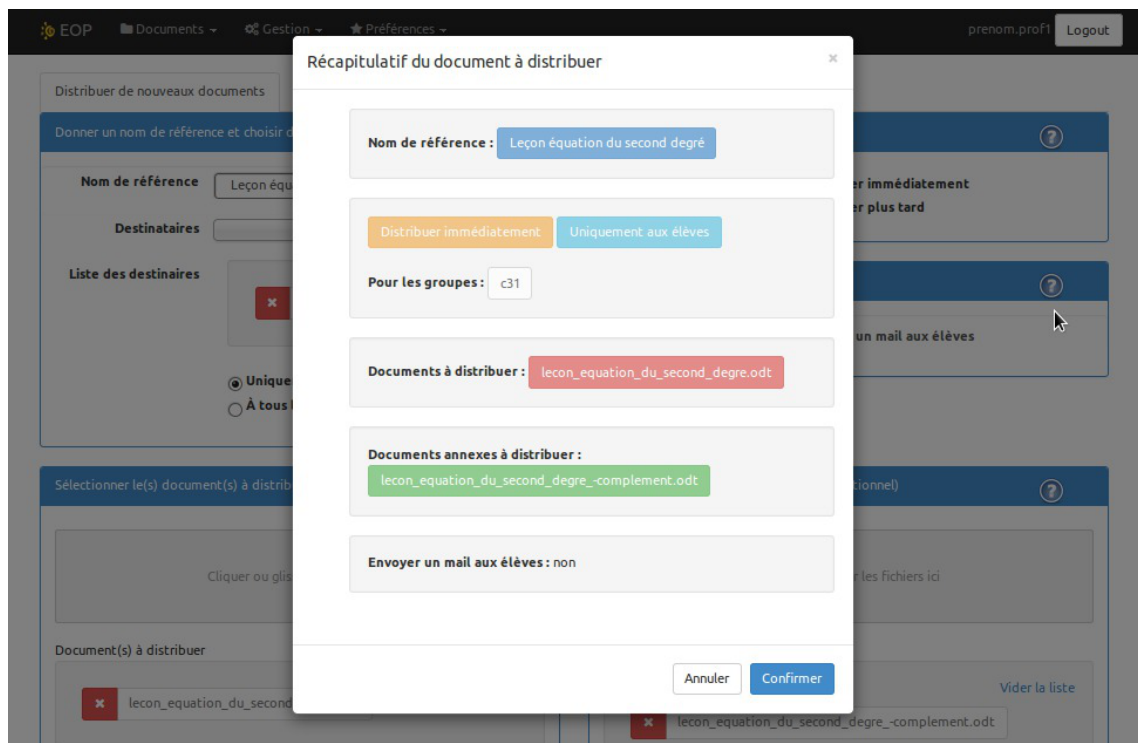 EOP Documents Gestion Préférences prenom.prof1 Logout
Récapitulatif du document à distribuer ×
Distribuer de nouveaux documents
Donner un nom de référence et choisir d
Nom de référence : Leçon équation du second degré
Nom de référence Leçon équ
er immédiatement
er plus tard
Destinataires
Distribuer immédiatement Uniquement aux élèves
Liste des destinaires
Pour les groupes : c31
un mail aux élèves
Unique
À tous
Documents à distribuer : lecon_equation_du_second_degre.odt
Documents annexes à distribuer :
lecon_equation_du_second_degre_-complement.odt
Sélectionner le(s) document(s) à distrib
tionnel)
Envoyer un mail aux élèves : non
Cliquer ou glis
r les fichiers ici
Document(s) à distribuer
Annuler Confirmer
Vider la liste
lecon_equation_du_second
lecon_equation_du_second_degre_-complement.odt